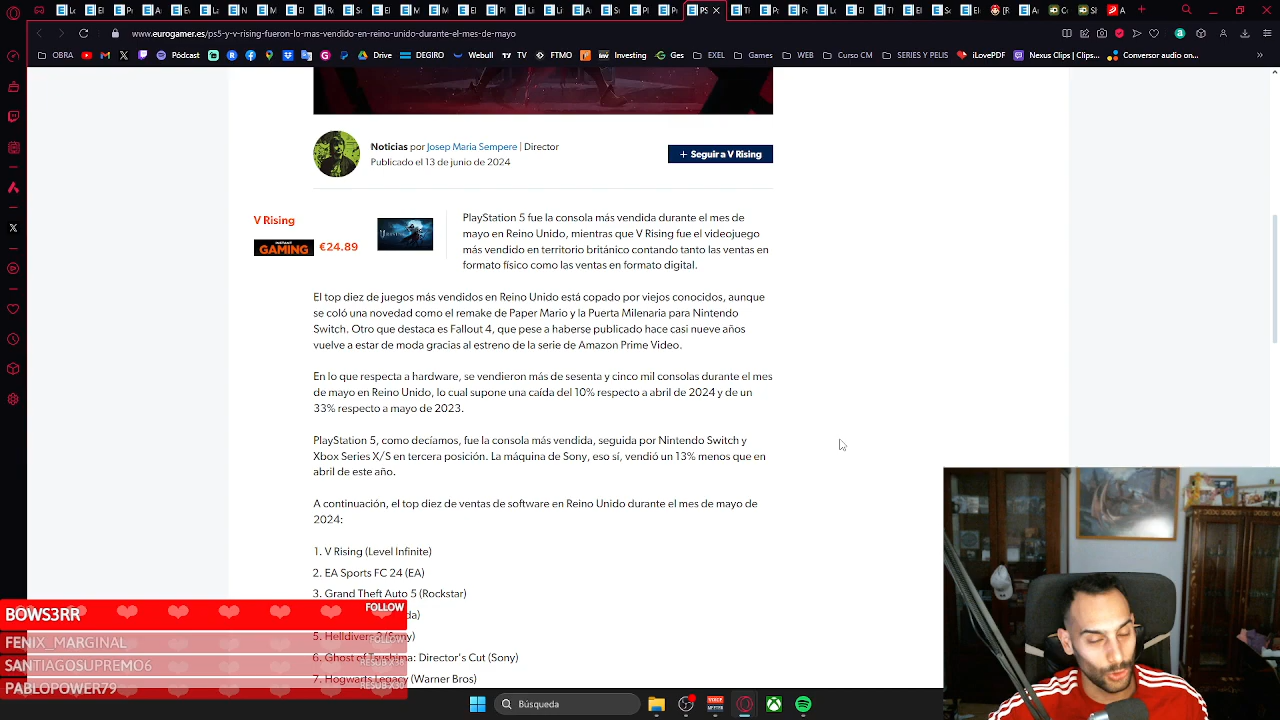 www.eurogamer.es/ps5-y-v-rising-fueron-lo-mas-vendido-en-reino-unido-durante-el-mes-de-mayo
OBRA
Pódcast
Drive
DEGIRO
Webull
TV
FTMO
Investing
Ges
EXEL
Games
WEB
Curso CM
SERIES Y PELIS
iLovePDF
Nexus Clips | Clips...
Conversor audio on...
Noticias por Josep Maria Sempere | Director
Publicado el 13 de junio de 2024
+ Seguir a V Rising
V Rising
INSTANT GAMING €24.89
PlayStation 5 fue la consola más vendida durante el mes de
mayo en Reino Unido, mientras que V Rising fue el videojuego
más vendido en territorio británico contando tanto las ventas en
formato físico como las ventas en formato digital.
El top diez de juegos más vendidos en Reino Unido está copado por viejos conocidos, aunque
se coló una novedad como el remake de Paper Mario y la Puerta Milenaria para Nintendo
Switch. Otro que destaca es Fallout 4, que pese a haberse publicado hace casi nueve años
vuelve a estar de moda gracias al estreno de la serie de Amazon Prime Video.
En lo que respecta a hardware, se vendieron más de sesenta y cinco mil consolas durante el mes
de mayo en Reino Unido, lo cual supone una caída del 10% respecto a abril de 2024 y de un
33% respecto a mayo de 2023.
PlayStation 5, como decíamos, fue la consola más vendida, seguida por Nintendo Switch y
Xbox Series X/S en tercera posición. La máquina de Sony, eso sí, vendió un 13% menos que en
abril de este año.
A continuación, el top diez de ventas de software en Reino Unido durante el mes de mayo de
2024:
1. V Rising (Level Infinite)
2. EA Sports FC 24 (EA)
3. Grand Theft Auto 5 (Rockstar)
5. Helldivers 2 (Sony)
6. Ghost of Tsushima: Director's Cut (Sony)
7. Hogwarts Legacy (Warner Bros)
BOWS3RR FOLLOW
FENIX_MARGINAL FOLLOW
SANTIAGOSUPREMO6
PABLOPOWER79
Búsqueda